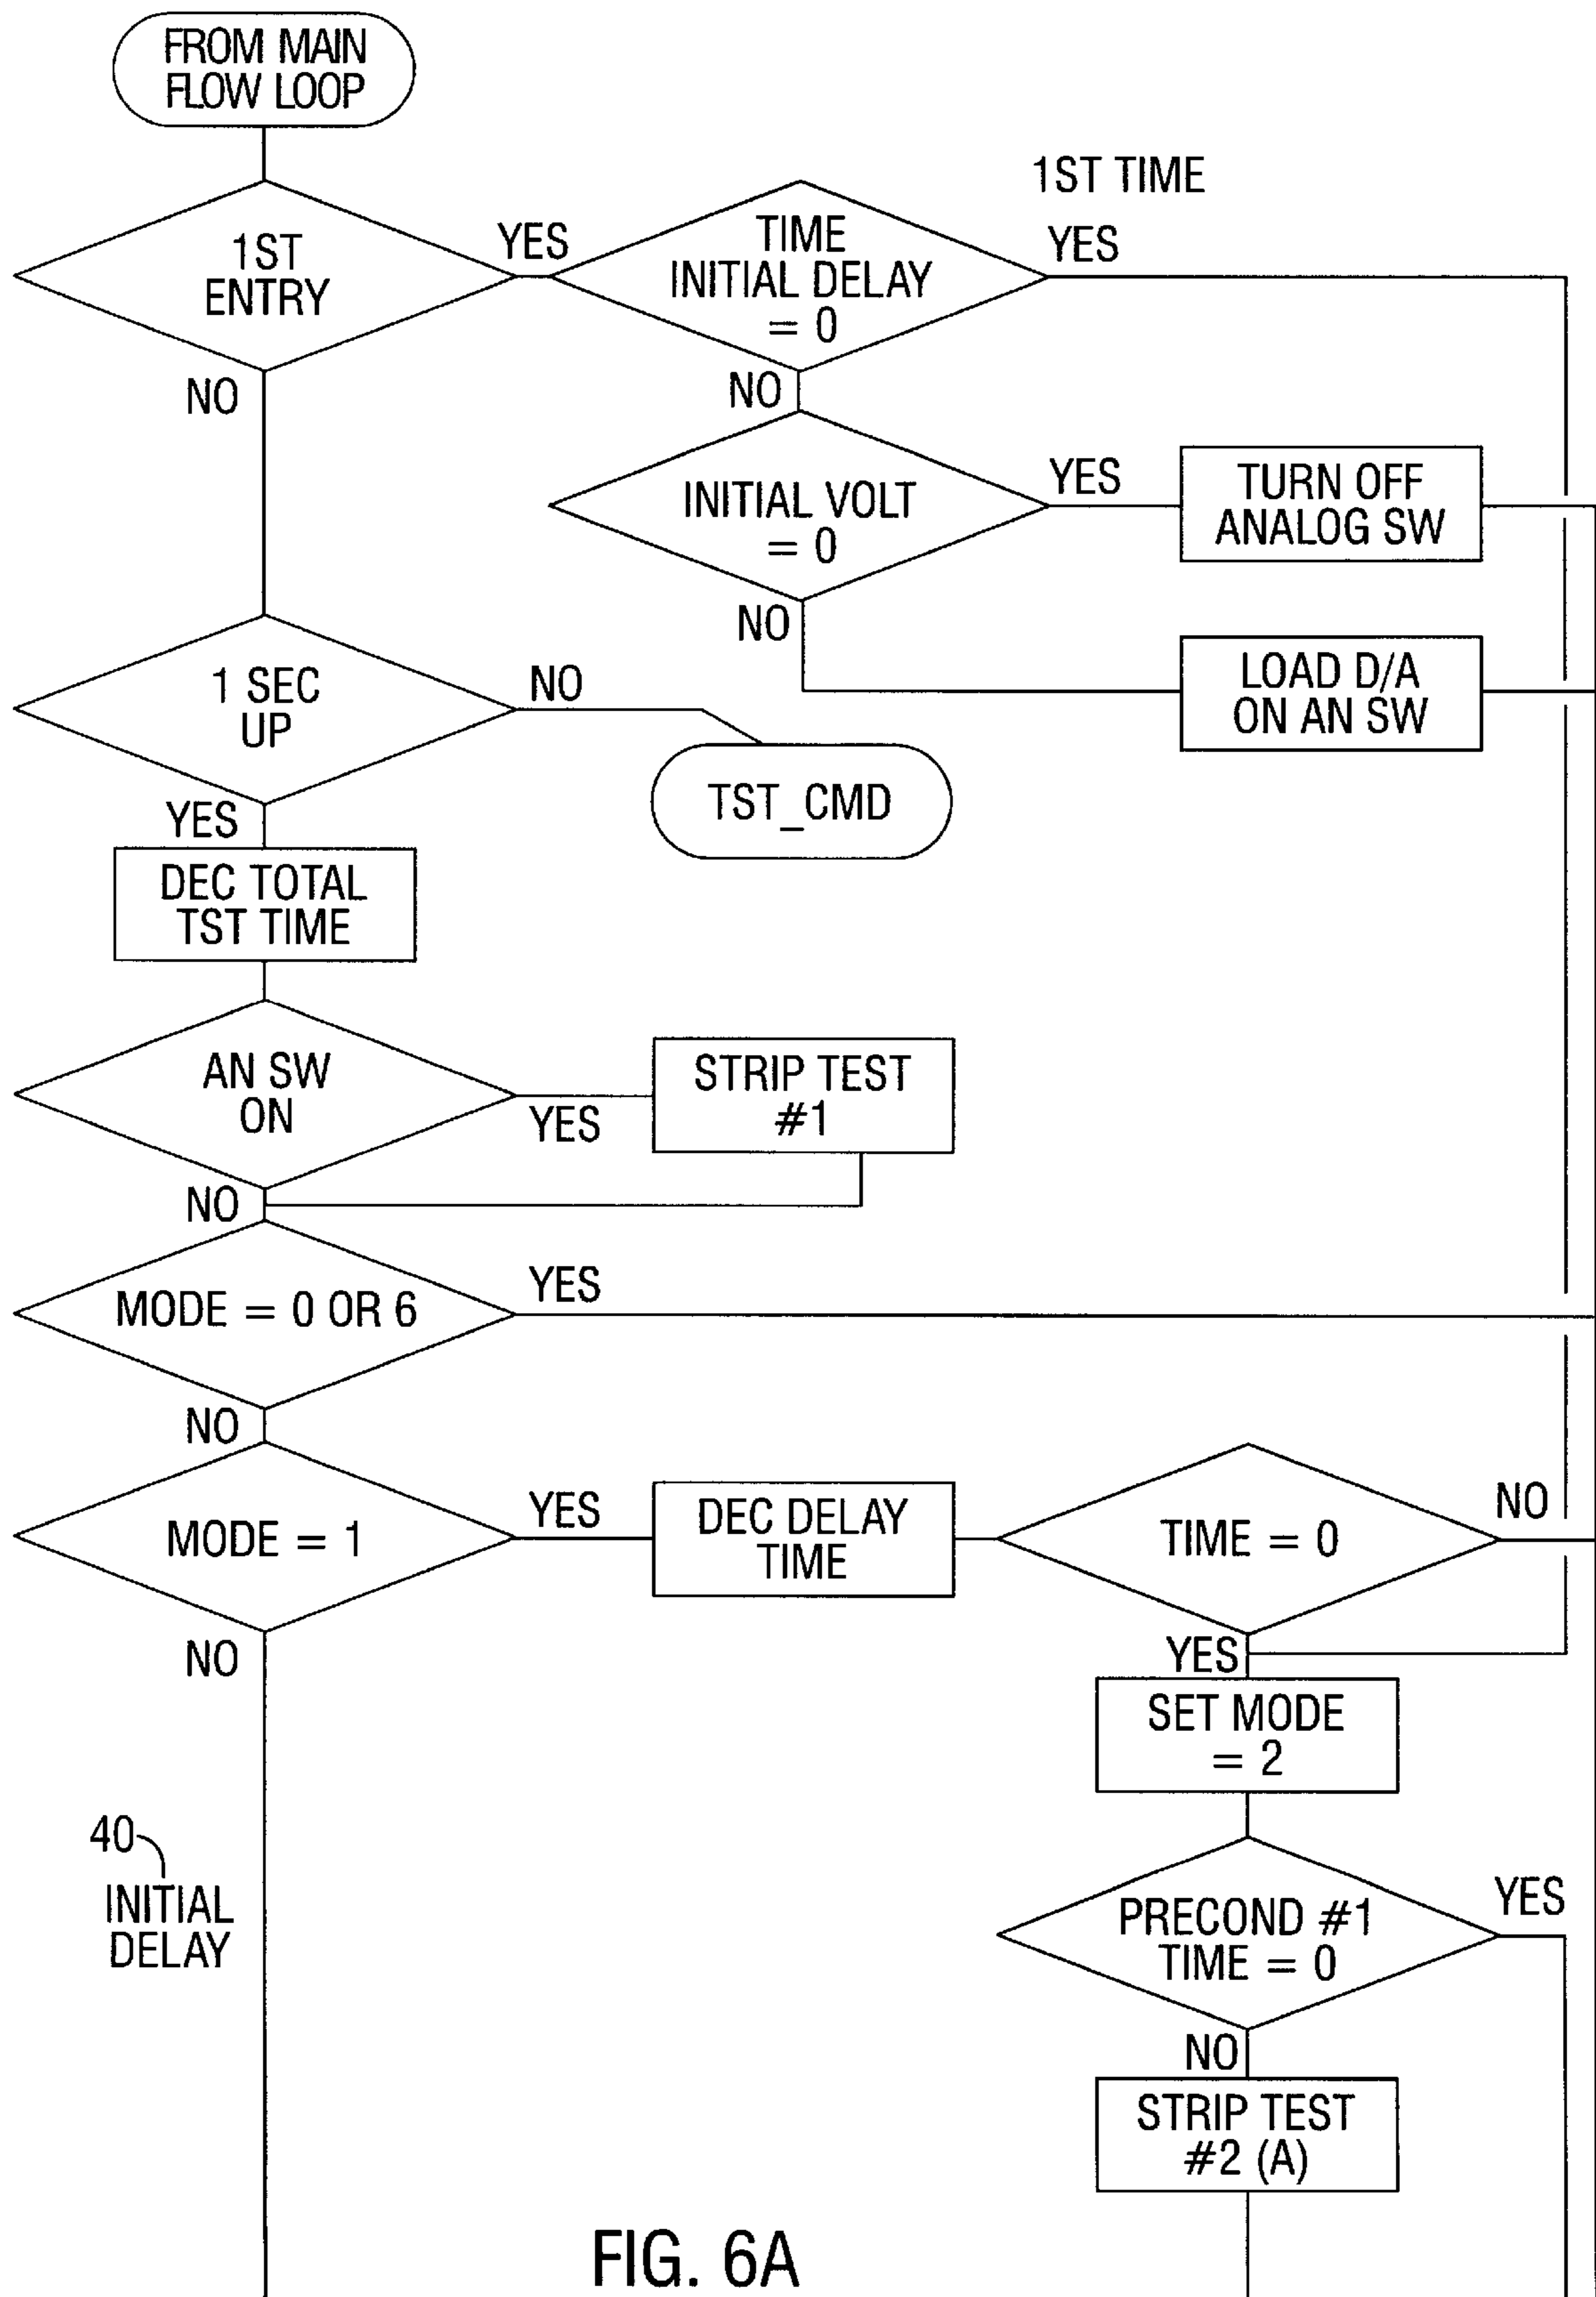 FROM MAIN
FLOW LOOP
1ST
ENTRY
YES
NO
TIME
INITIAL DELAY
= 0
1ST TIME
YES
NO
INITIAL VOLT
= 0
YES
NO
TURN OFF
ANALOG SW
LOAD D/A
ON AN SW
1 SEC
UP
NO
YES
TST_CMD
DEC TOTAL
TST TIME
AN SW
ON
YES
NO
STRIP TEST
#1
MODE = 0 OR 6
YES
NO
MODE = 1
YES
NO
DEC DELAY
TIME
TIME = 0
NO
YES
SET MODE
= 2
40
INITIAL
DELAY
PRECOND #1
TIME = 0
YES
NO
STRIP TEST
#2 (A)
FIG. 6A